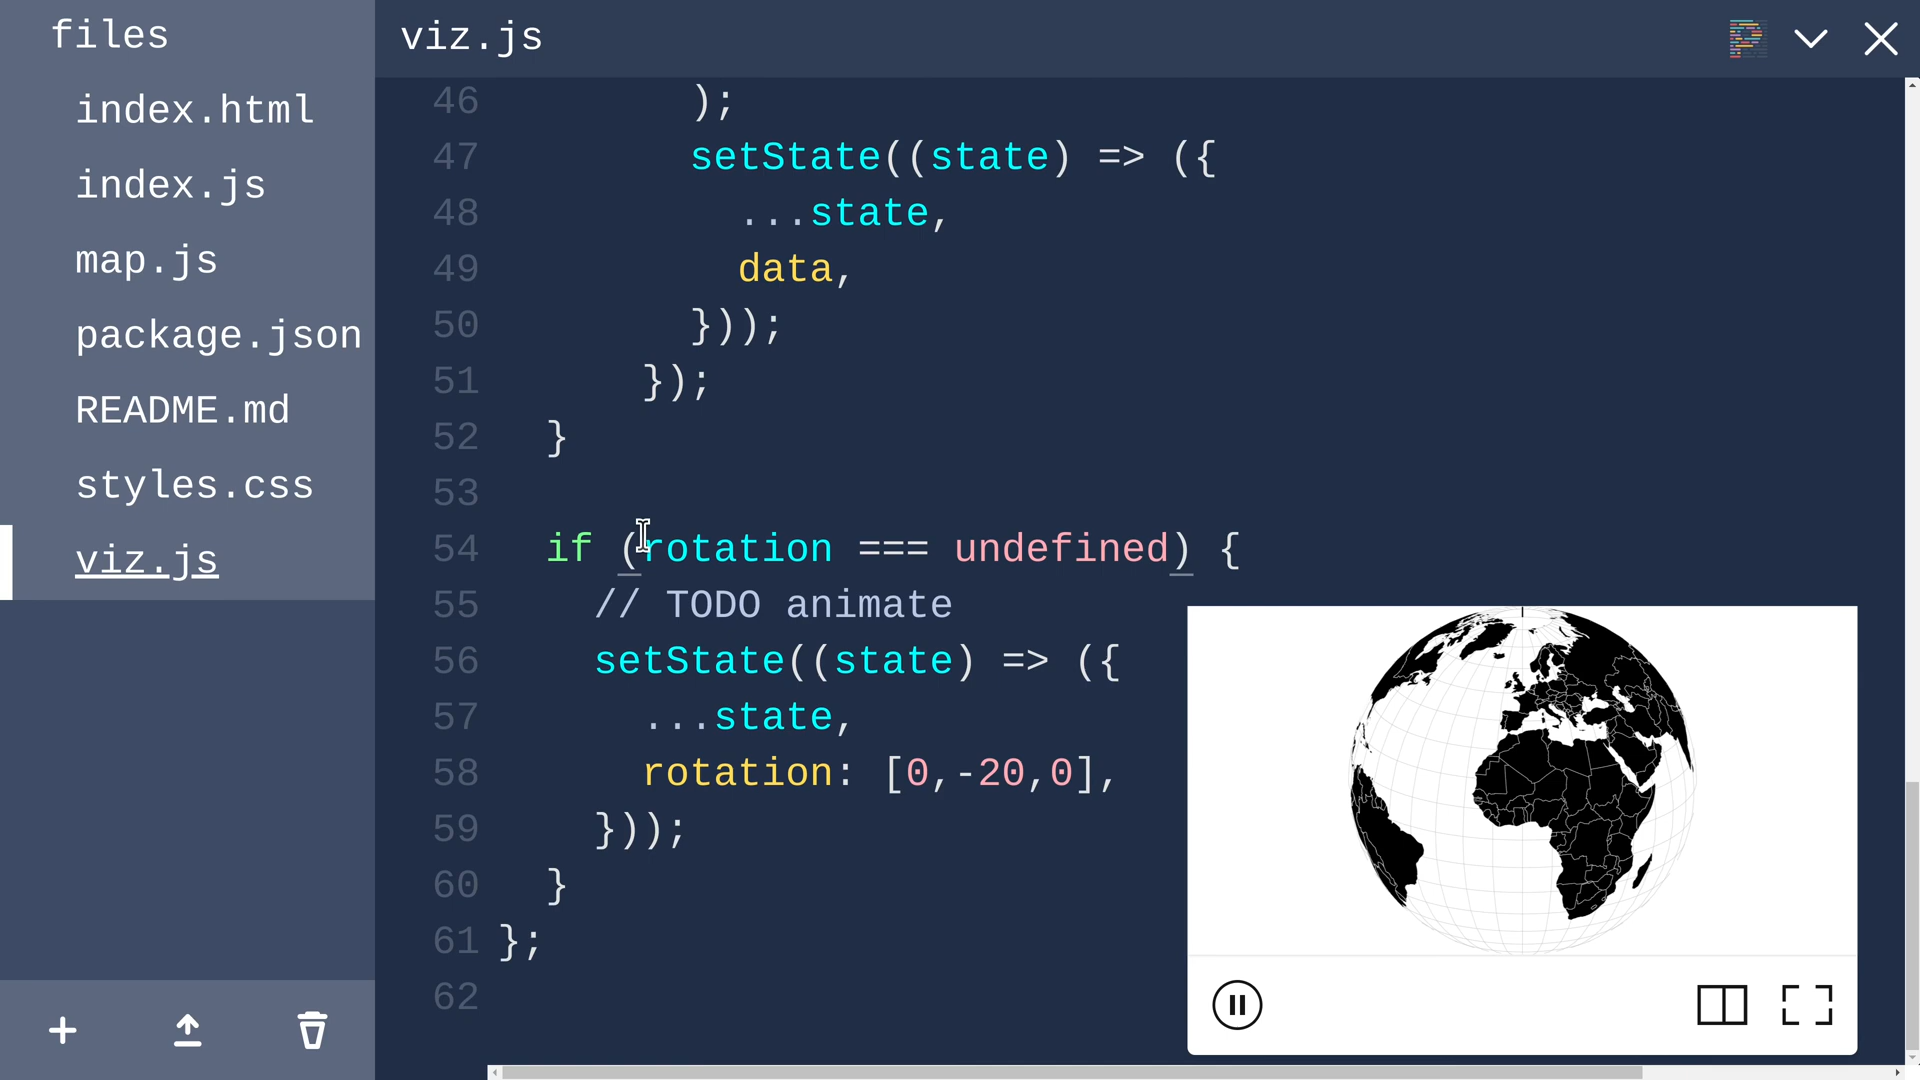 files
index.html
index.js
map.js
package.json
README.md
styles.css
viz.js
viz.js
46 );
47 setState((state) => ({
48 ...state,
49 data,
50 }));
51 });
52 }
53
54 if (rotation === undefined) {
55 // TODO animate
56 setState((state) => ({
57 ...state,
58 rotation: [0,-20,0],
59 }));
60 }
61 };
62